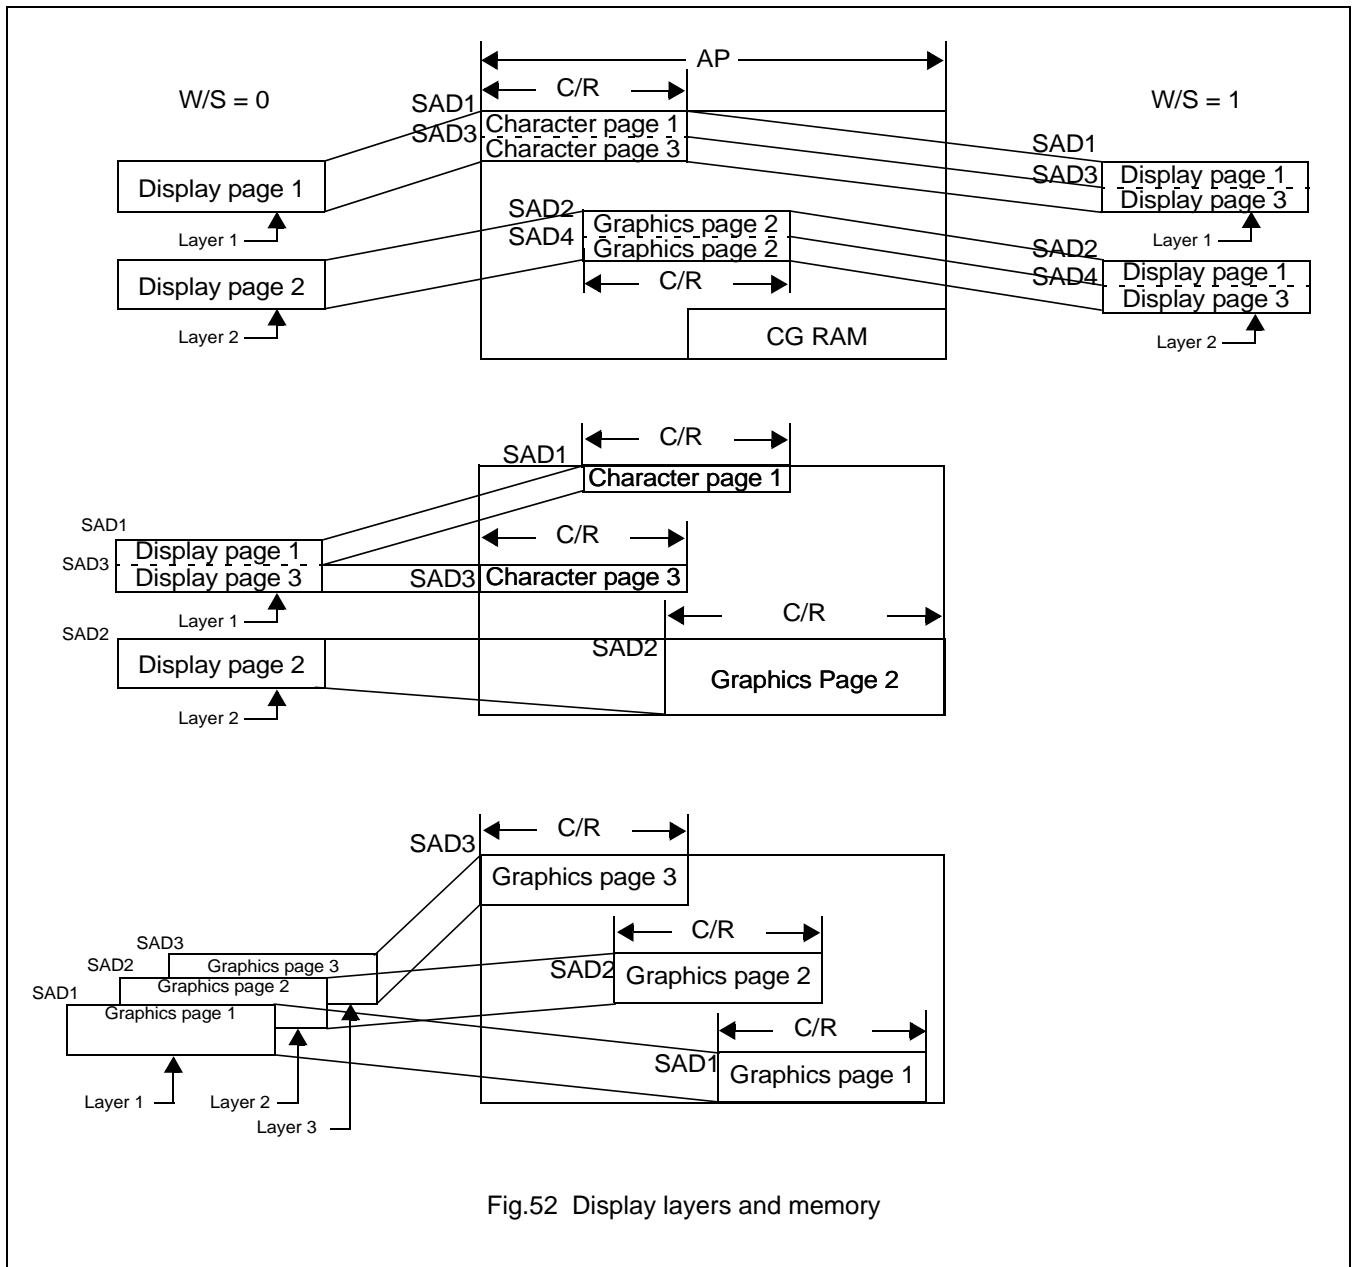 AP
W/S = 0
C/R
W/S = 1
SAD1
Character page 1
SAD3
Character page 3
SAD1
Display page 1
SAD3
Display page 1
Display page 3
Layer 1
Layer 1
SAD2
Graphics page 2
SAD4
Graphics page 2
SAD2
Display page 1
SAD4
Display page 2
Display page 3
C/R
Layer 2
CG RAM
Layer 2
C/R
SAD1
Character page 1
SAD1
C/R
Display page 1
SAD3
Display page 3
SAD3
Character page 3
Layer 1
C/R
SAD2
SAD2
Display page 2
Graphics Page 2
Layer 2
C/R
SAD3
Graphics page 3
C/R
SAD3
Graphics page 3
SAD2
SAD2
Graphics page 2
Graphics page 2
SAD1
Graphics page 1
C/R
SAD1
Graphics page 1
Layer 1
Layer 2
Layer 3
Fig.52 Display layers and memory